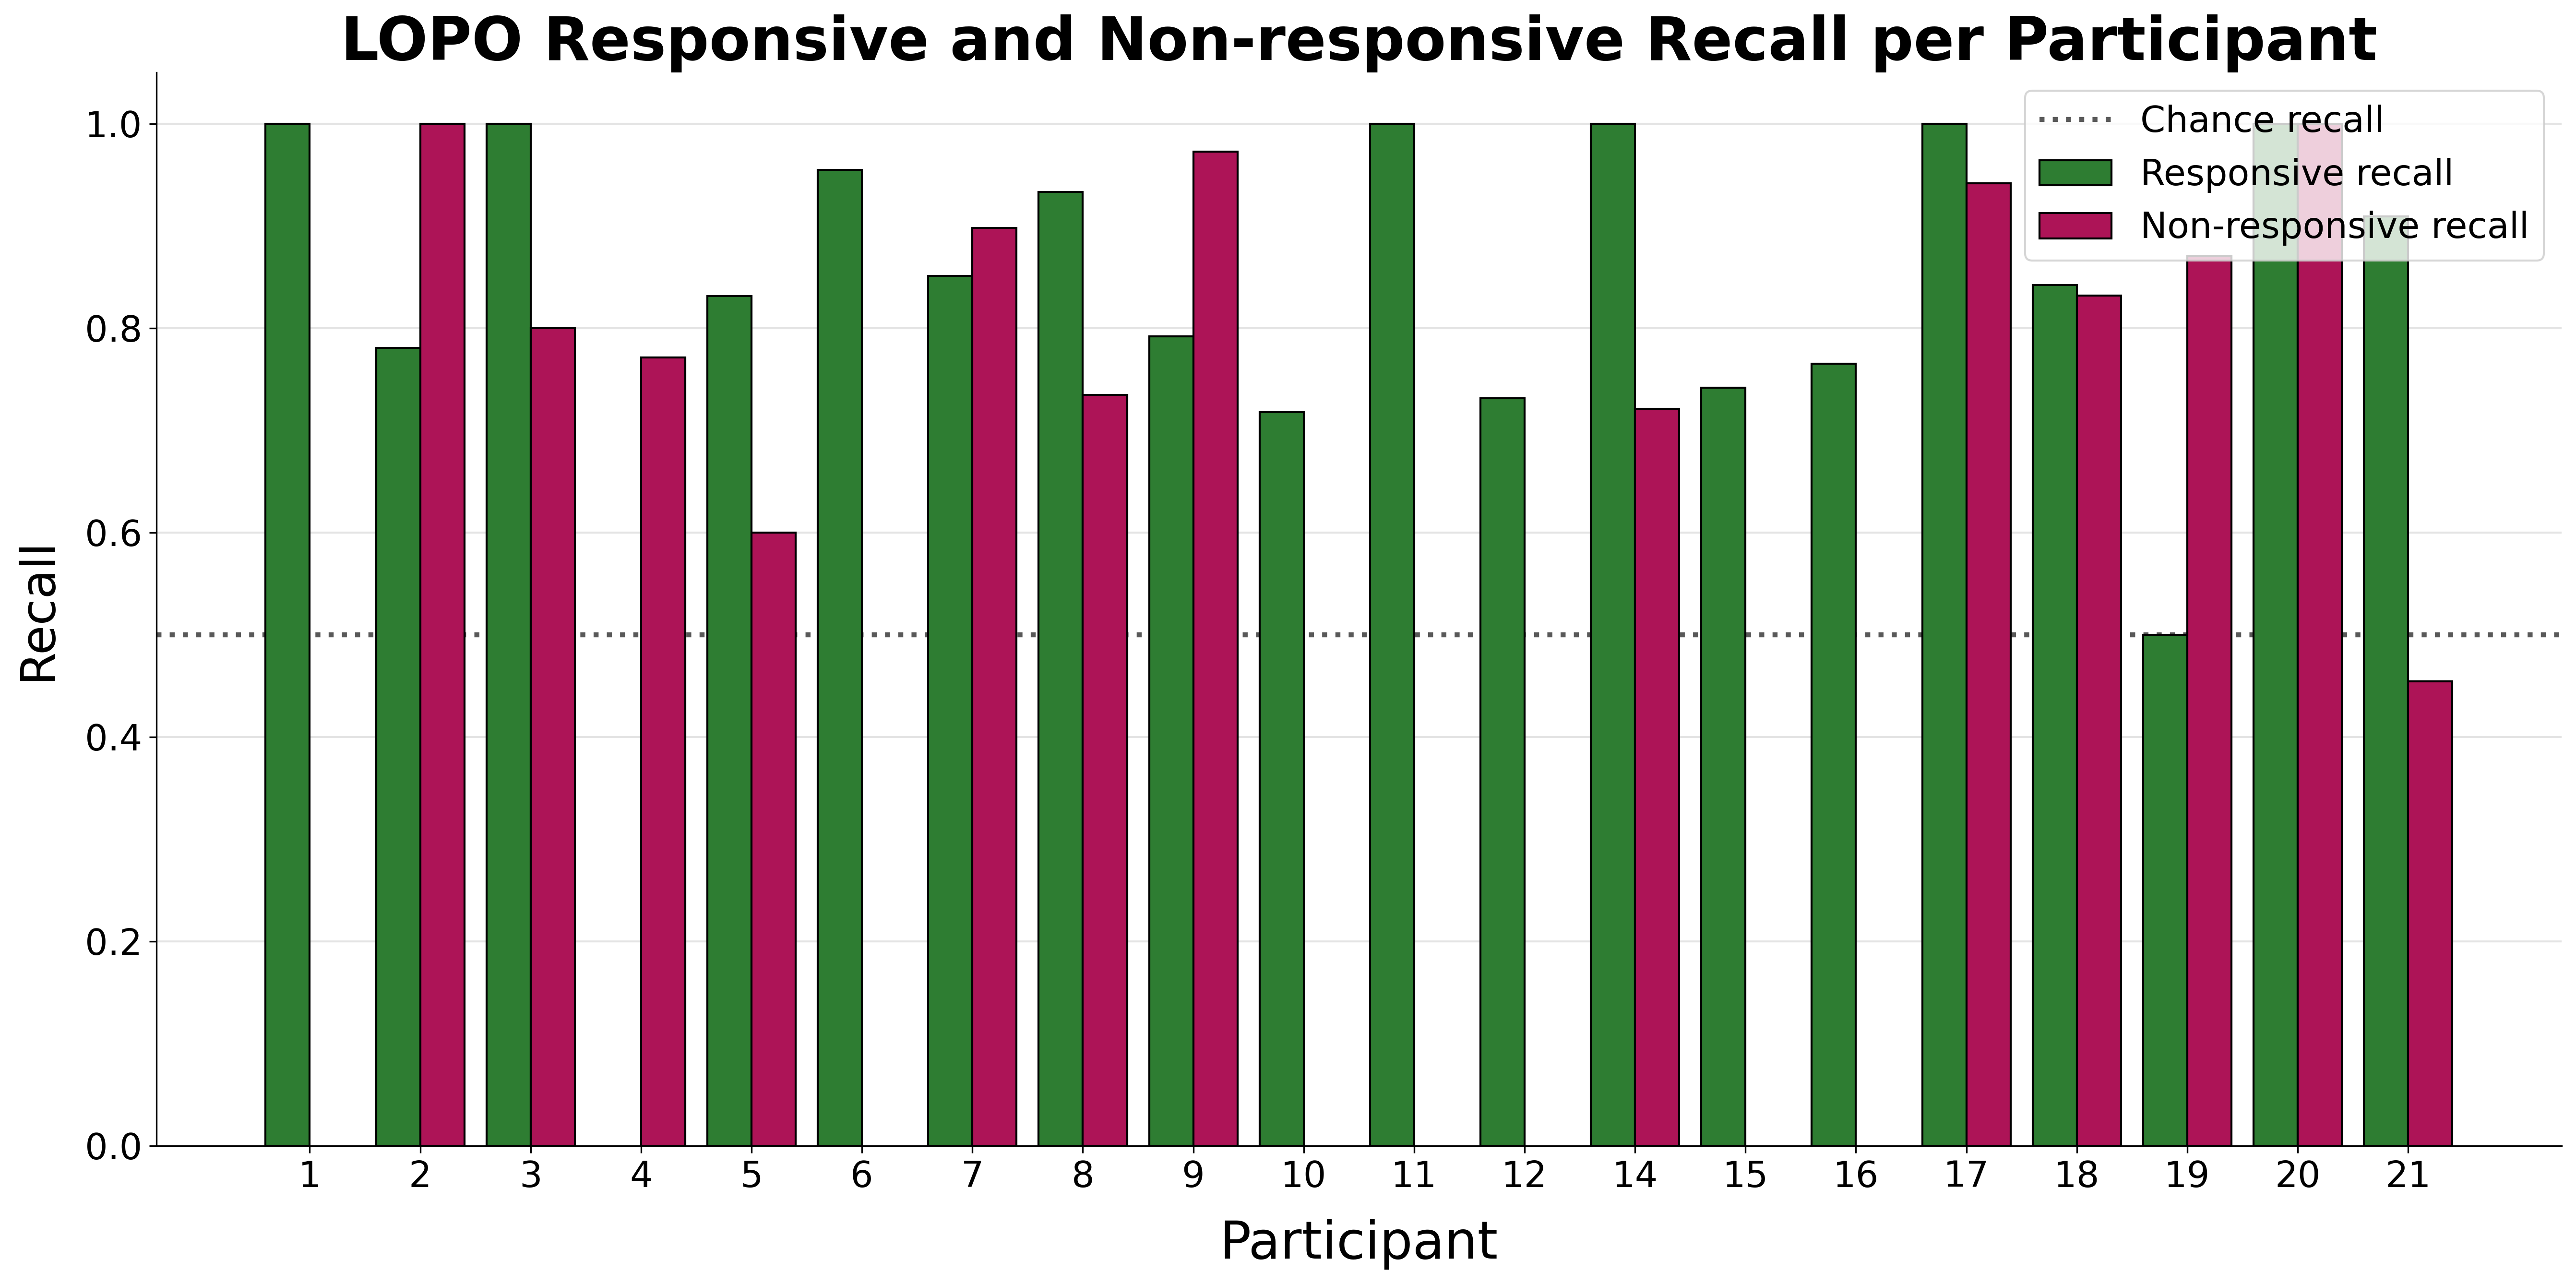 LOPO Responsive and Non-responsive Recall per Participant
Chance recall
Responsive recall
Non-responsive recall
Recall
1.0
0.8
0.6
0.4
0.2
0.0
1 2 3 4 5 6 7 8 9 10 11 12 14 15 16 17 18 19 20 21
Participant